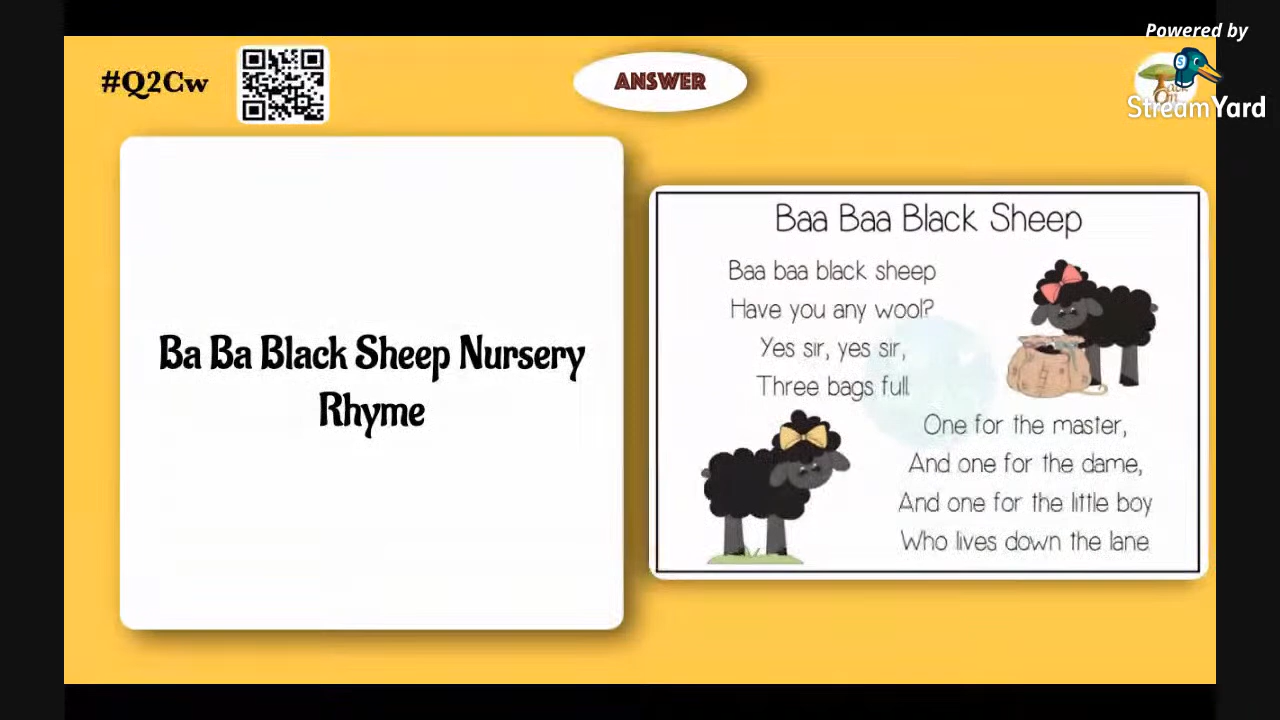 Powered by
StreamYard
#Q2Cw
ANSWER
Ba Ba Black Sheep Nursery
Rhyme
Baa Baa Black Sheep
Baa baa black sheep
Have you any wool?
Yes sir, yes sir,
Three bags full.
One for the master,
And one for the dame,
And one for the little boy
Who lives down the lane